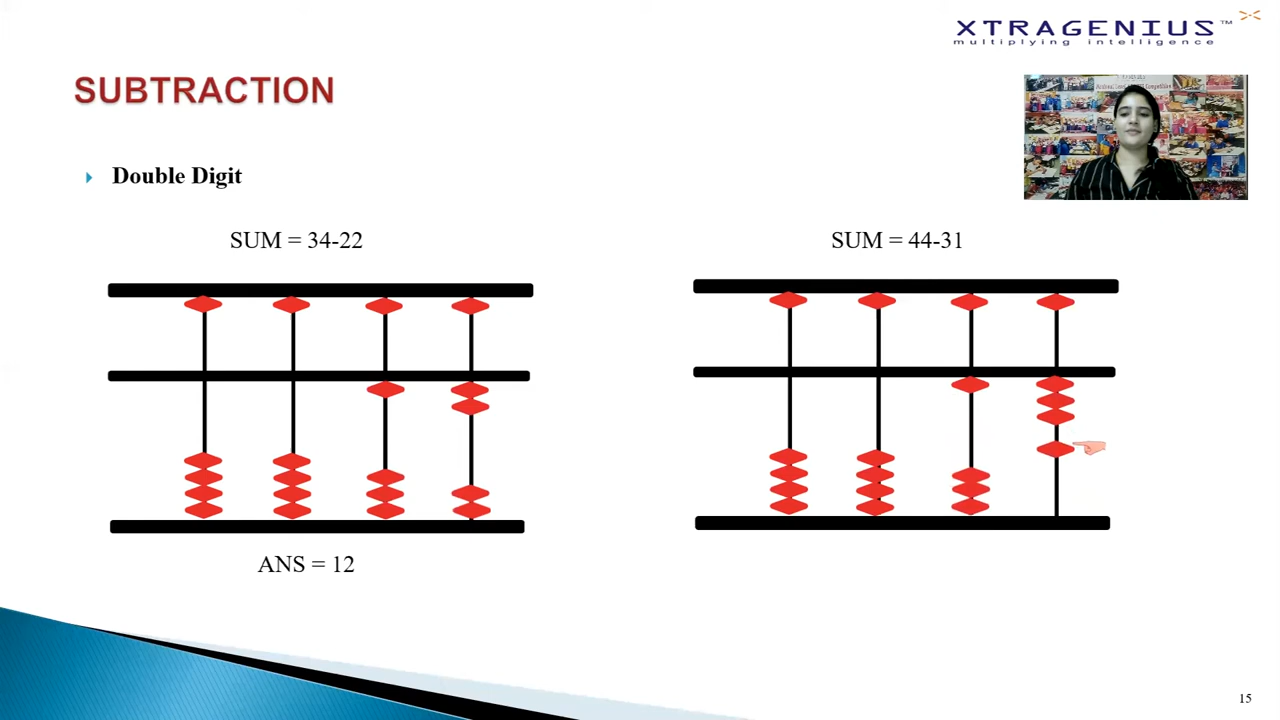 XTRAGENIUS™
multiplying intelligence
SUBTRACTION
Double Digit
SUM = 34-22
SUM = 44-31
ANS = 12
15